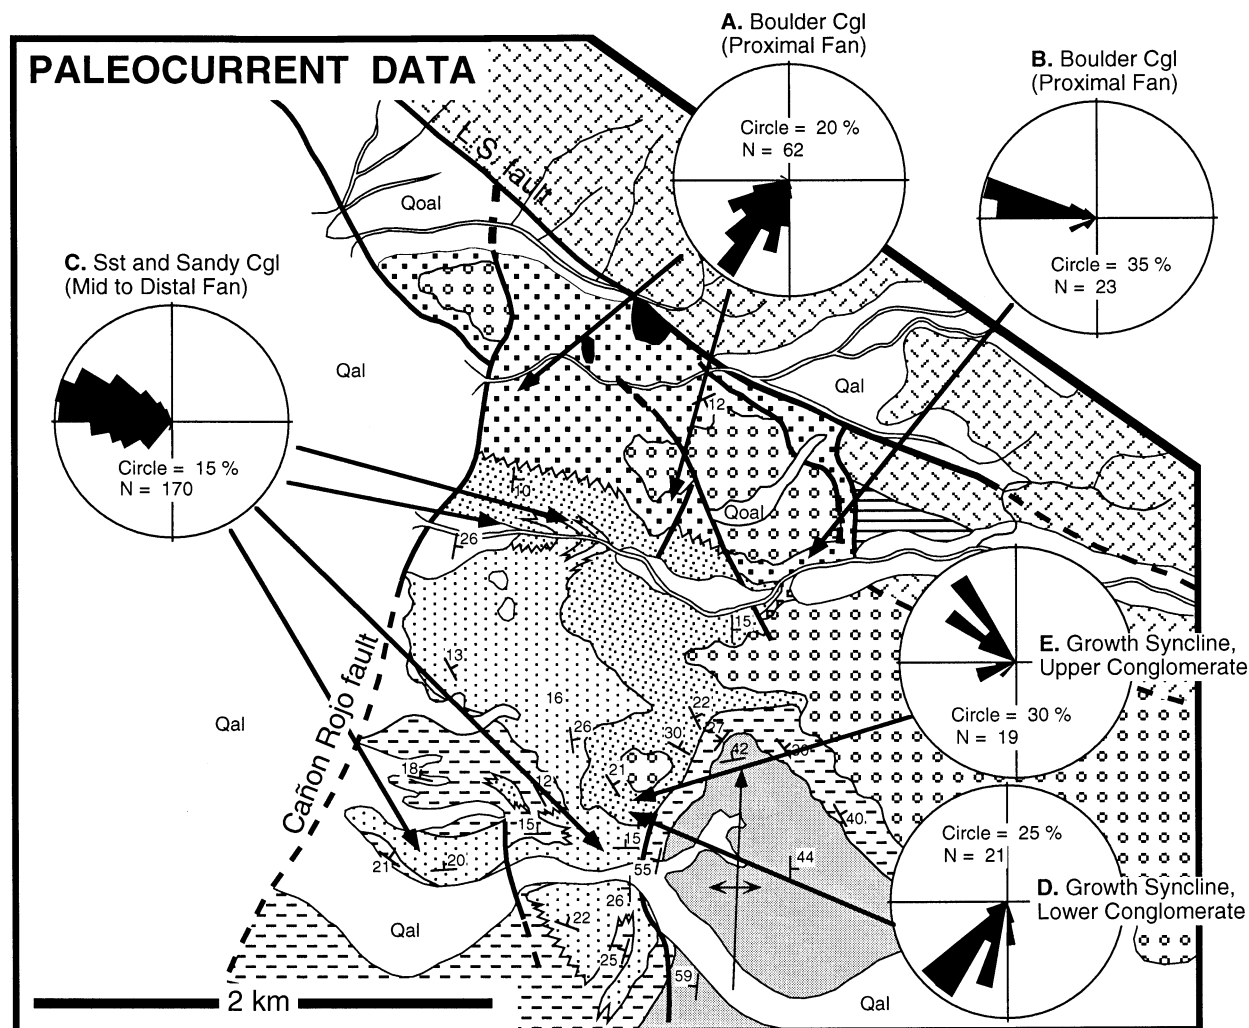 PALEOCURRENT DATA
A. Boulder Cgl
(Proximal Fan)
Circle = 20 %
N = 62
B. Boulder Cgl
(Proximal Fan)
Circle = 35 %
N = 23
L. S. fault
Qoal
C. Sst and Sandy Cgl
(Mid to Distal Fan)
Circle = 15 %
N = 170
Qal
Qal
12
10
Qoal
26
15
13
16
E. Growth Syncline,
Upper Conglomerate
Circle = 30 %
N = 19
Cañon Rojo fault
Qal
22
26
30
27
42
30
18
12
21
40
15
15
Circle = 25 %
N = 21
21
20
55
44
D. Growth Syncline,
Lower Conglomerate
26
22
Qal
25
59
Qal
2 km